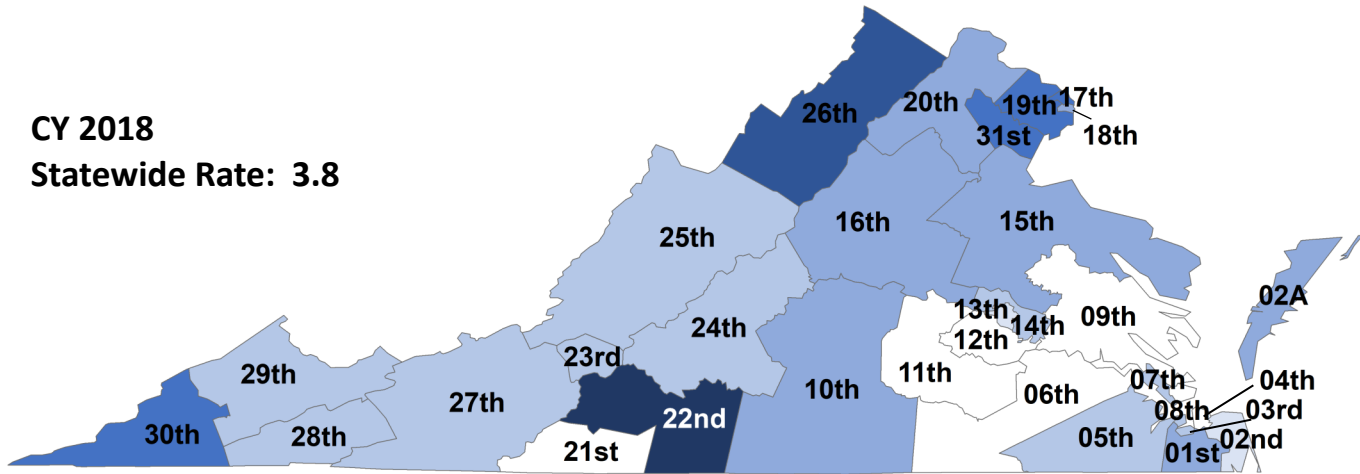 CY 2018
Statewide Rate: 3.8
26th
20th
19th
17th
31st
18th
25th
16th
15th
02A
24th
13th
14th
09th
12th
23rd
29th
11th
07th
04th
27th
10th
06th
08th
03rd
22nd
30th
28th
21st
05th
01st
02nd